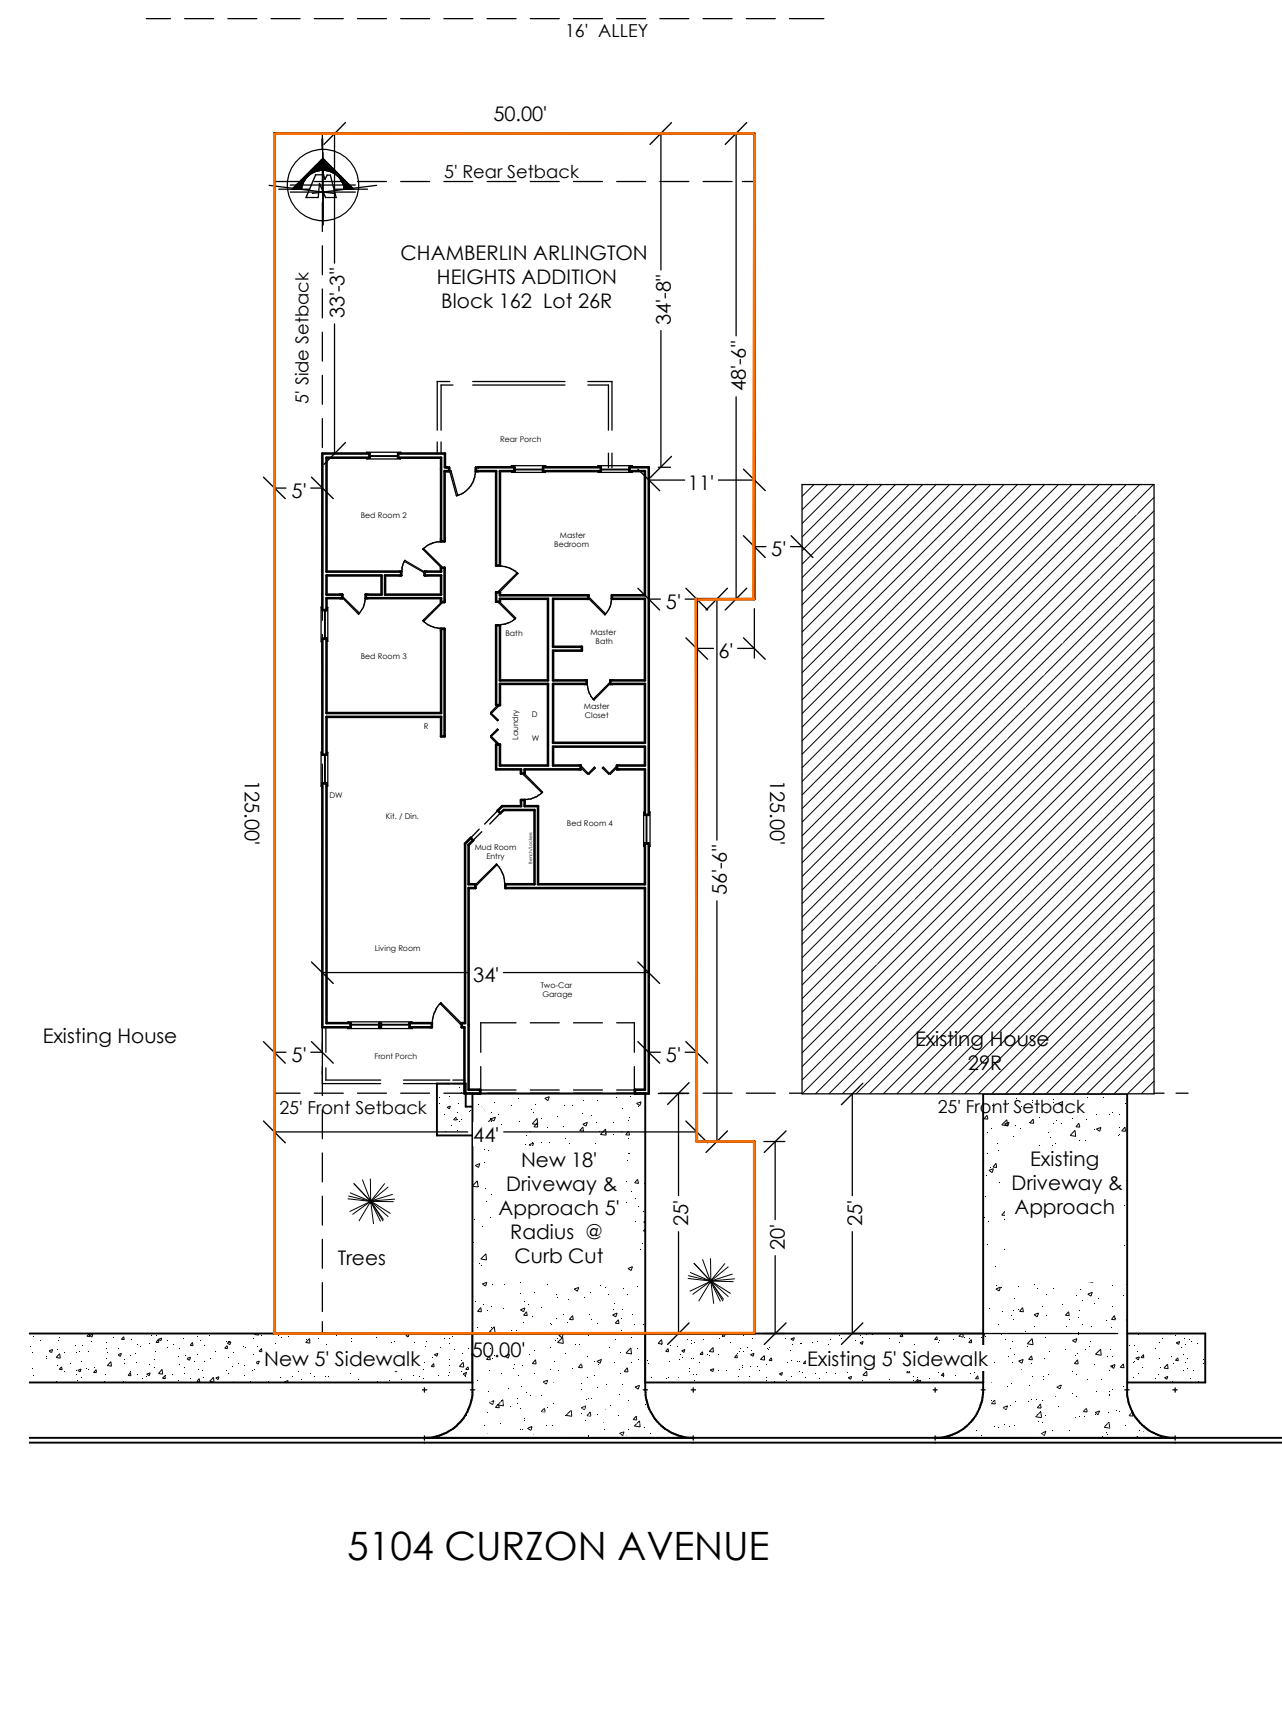 16' ALLEY
50.00'
5' Rear Setback
CHAMBERLIN ARLINGTON
HEIGHTS ADDITION
Block 162 Lot 26R
5' Side Setback
33'-3"
34'-8"
48'-6"
Rear Porch
5'
11'
Bed Room 2
Master
Bedroom
5'
5'
Bath
Master
Bath
6'
Bed Room 3
Master
Closet
Laundry
D
W
R
DW
125.00'
125.00'
Kit. / Din.
Bed Room 4
Mud Room
Entry
56'-6"
Living Room
34'
Two-Car
Garage
Existing House
5'
Front Porch
5'
Existing House
29R
25' Front Setback
25' Front Setback
44'
New 18'
Driveway &
Approach 5'
Radius @
Curb Cut
25'
20'
25'
Existing
Driveway &
Approach
Trees
50.00'
New 5' Sidewalk
Existing 5' Sidewalk
5104 CURZON AVENUE